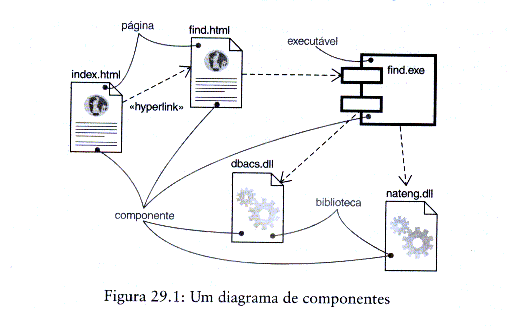 página
find.html
executável
index.html
find.exe
«hyperlink»
dbacs.dll
nateng.dll
componente
biblioteca
Figura 29.1: Um diagrama de componentes